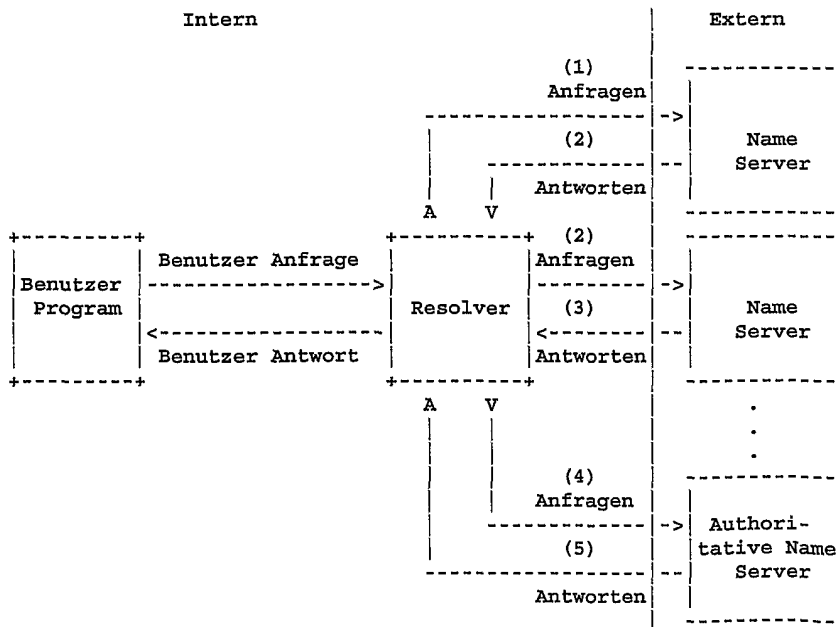 Intern
Extern
(1)
Anfragen
(2)
Antworten
Name
Server
A V
Benutzer
Program
Benutzer Anfrage
Benutzer Antwort
Resolver
(2)
Anfragen
(3)
Antworten
Name
Server
A V
.
.
.
(4)
Anfragen
(5)
Antworten
Authori-
tative Name
Server